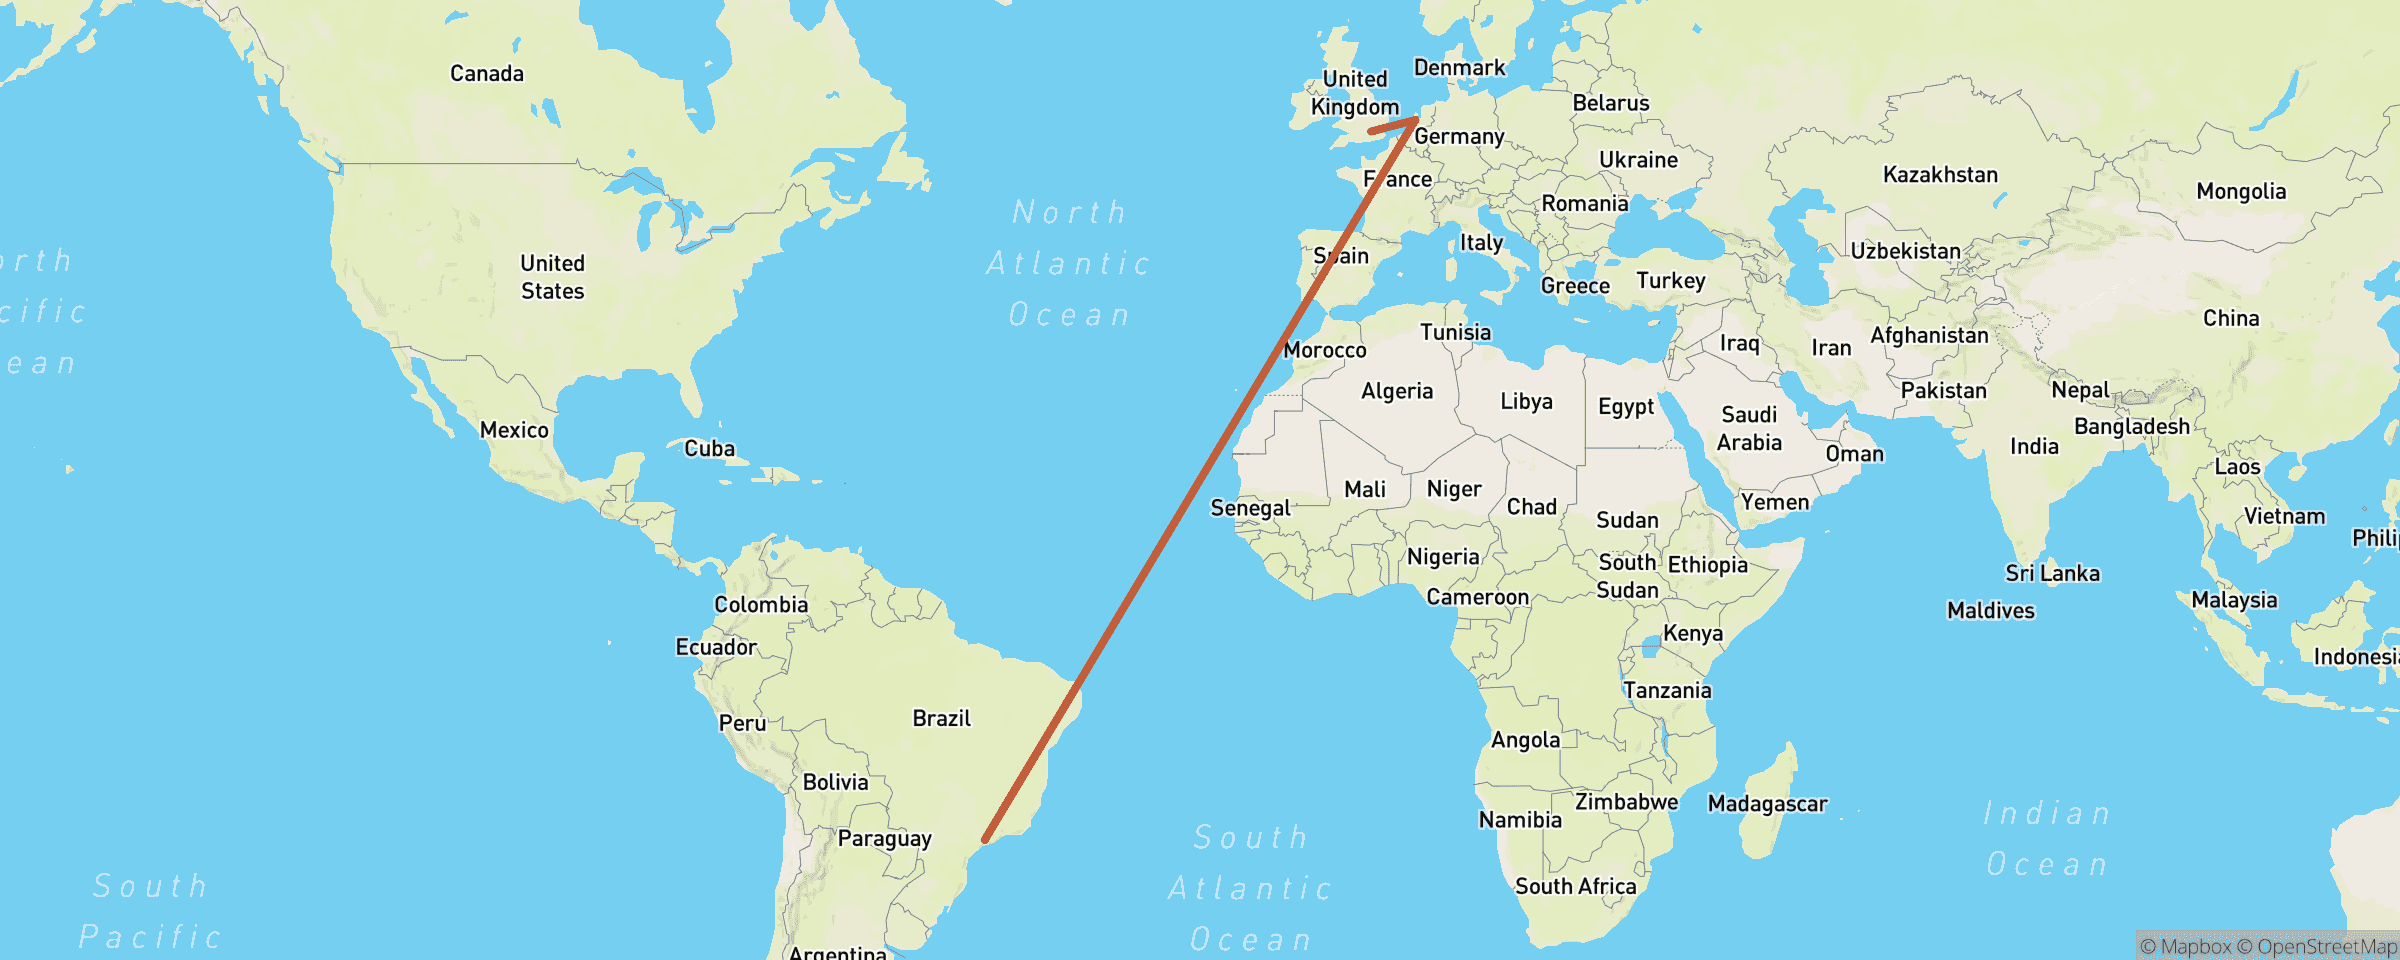 Canada
United
Kingdom
Denmark
Belarus
Germany
Ukraine
France
Kazakhstan
Mongolia
Romania
North
Atlantic
Ocean
Italy
Spain
Uzbekistan
United
States
Greece
Turkey
orth
cific
ean
Tunisia
Morocco
Iraq
Iran
Afghanistan
China
Algeria
Libya
Egypt
Saudi
Arabia
Pakistan
Nepal
Bangladesh
Mexico
Cuba
India
Oman
Laos
Mali
Niger
Chad
Yemen
Senegal
Sudan
Vietnam
Philip
Nigeria
South
Sudan
Ethiopia
Sri Lanka
Cameroon
Colombia
Maldives
Malaysia
Ecuador
Kenya
Indonesia
Tanzania
Brazil
Peru
Angola
Bolivia
Zimbabwe
Madagascar
Namibia
Paraguay
South
Atlantic
Ocean
Indian
Ocean
South
Pacific
South Africa
Argentina
© Mapbox © OpenStreetMap